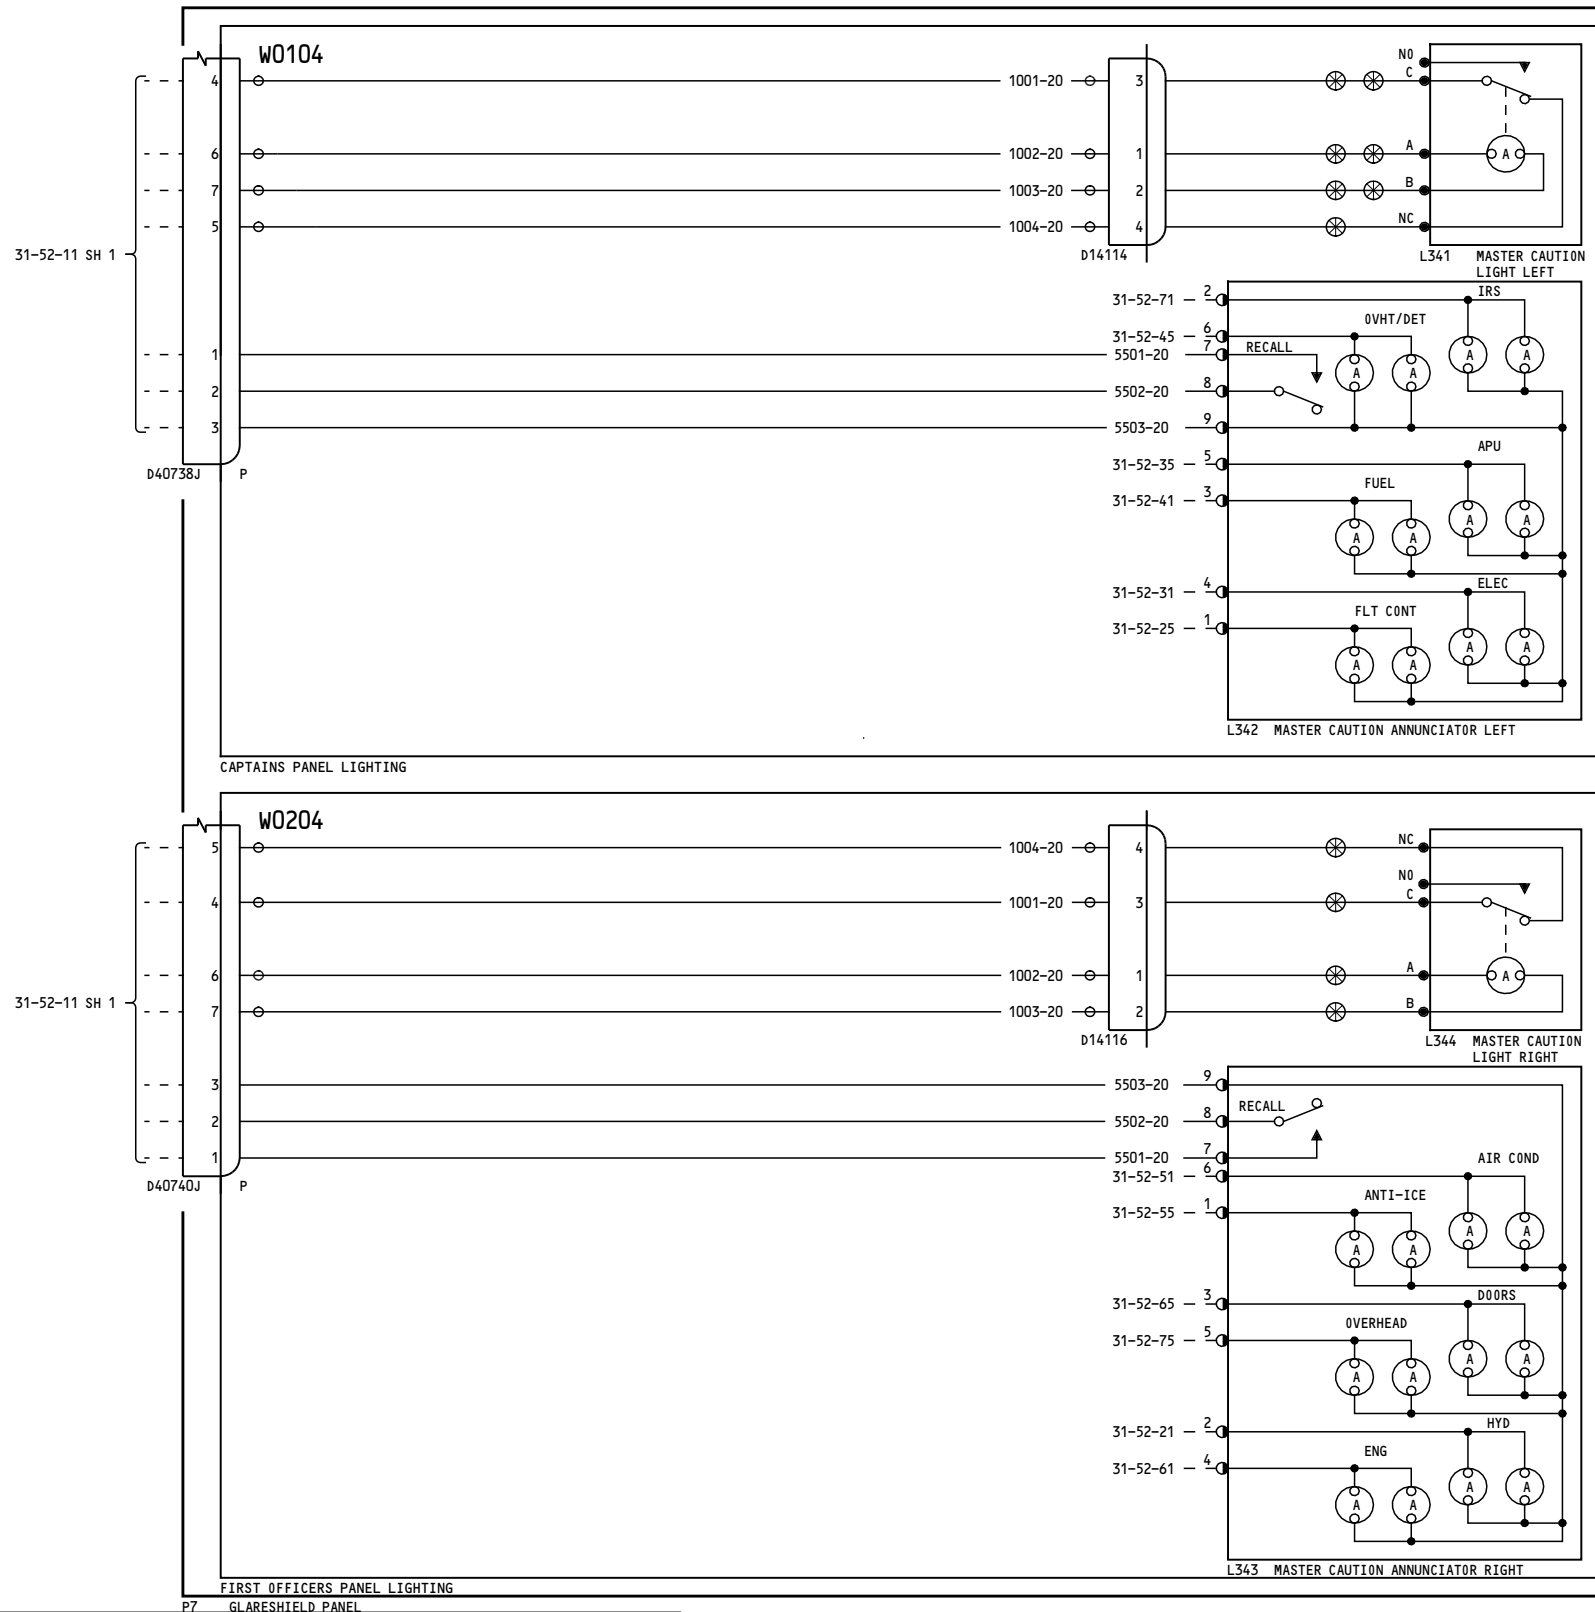 W0104
NO
4 1001-20 3 C
6 1002-20 1 A A
7 1003-20 2 B
5 1004-20 4 NC
31-52-11 SH 1
D14114
L341 MASTER CAUTION
LIGHT LEFT
31-52-71 2 IRS
31-52-45 6 OVHT/DET
1 5501-20 7 RECALL A A
2 5502-20 8 A A
3 5503-20 9
D40738J P
31-52-35 5 APU
31-52-41 3 FUEL
A A
A A
31-52-31 4 ELEC
31-52-25 1 FLT CONT
A A
A A
L342 MASTER CAUTION ANNUNCIATOR LEFT
CAPTAINS PANEL LIGHTING
W0204
5 1004-20 4 NC
NO
4 1001-20 3 C
6 1002-20 1 A A
31-52-11 SH 1
7 1003-20 2 B
D14116
L344 MASTER CAUTION
LIGHT RIGHT
3 5503-20 9
2 5502-20 8 RECALL
1 5501-20 7
D40740J P
31-52-51 6 AIR COND
31-52-55 1 ANTI-ICE
A A
A A
31-52-65 3 DOORS
31-52-75 5 OVERHEAD
A A
A A
31-52-21 2 HYD
31-52-61 4 ENG
A A
A A
L343 MASTER CAUTION ANNUNCIATOR RIGHT
FIRST OFFICERS PANEL LIGHTING
P7 GLARESHIELD PANEL